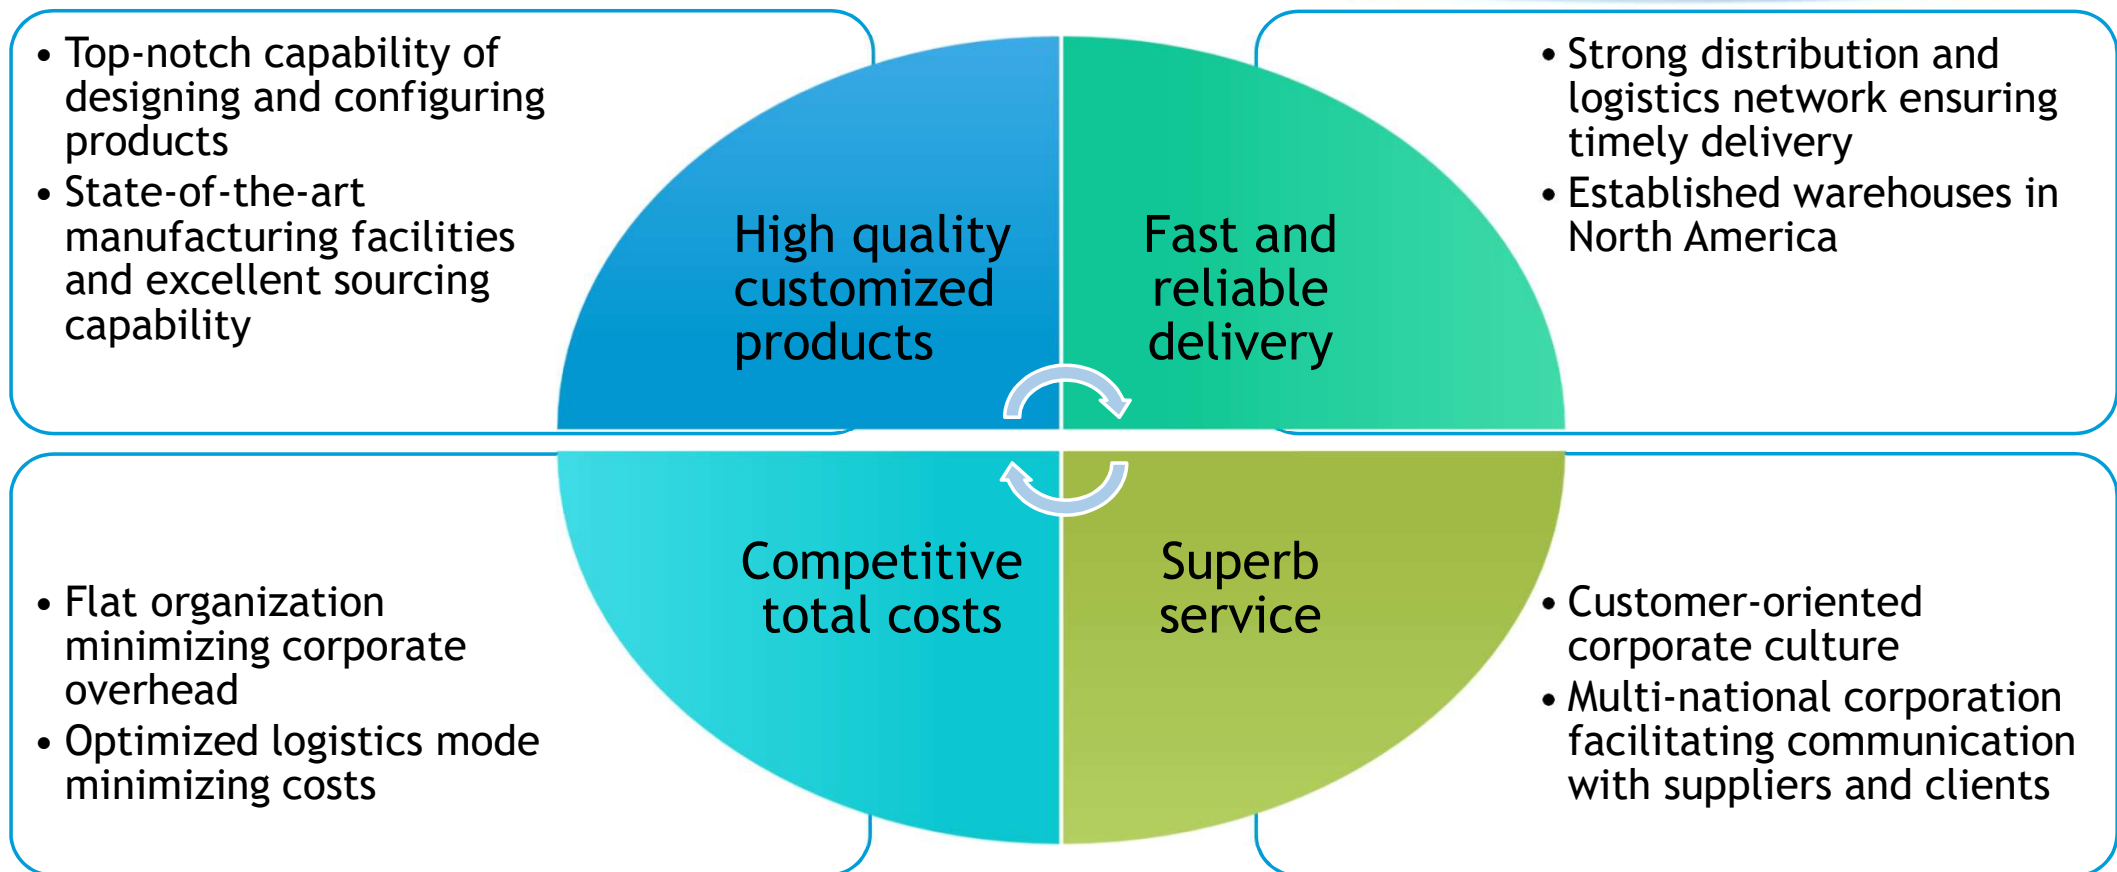 • Top-notch capability of
designing and configuring
products
• State-of-the-art
manufacturing facilities
and excellent sourcing
capability
High quality
customized
products
Fast and
reliable
delivery
• Strong distribution and
logistics network ensuring
timely delivery
• Established warehouses in
North America
• Flat organization
minimizing corporate
overhead
• Optimized logistics mode
minimizing costs
Competitive
total costs
Superb
service
• Customer-oriented
corporate culture
• Multi-national corporation
facilitating communication
with suppliers and clients